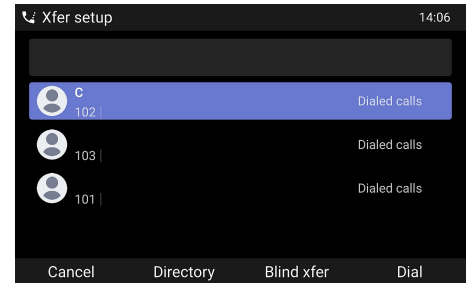 Xfer setup 14:06
C
102 | Dialed calls
103 | Dialed calls
101 | Dialed calls
Cancel Directory Blind xfer Dial